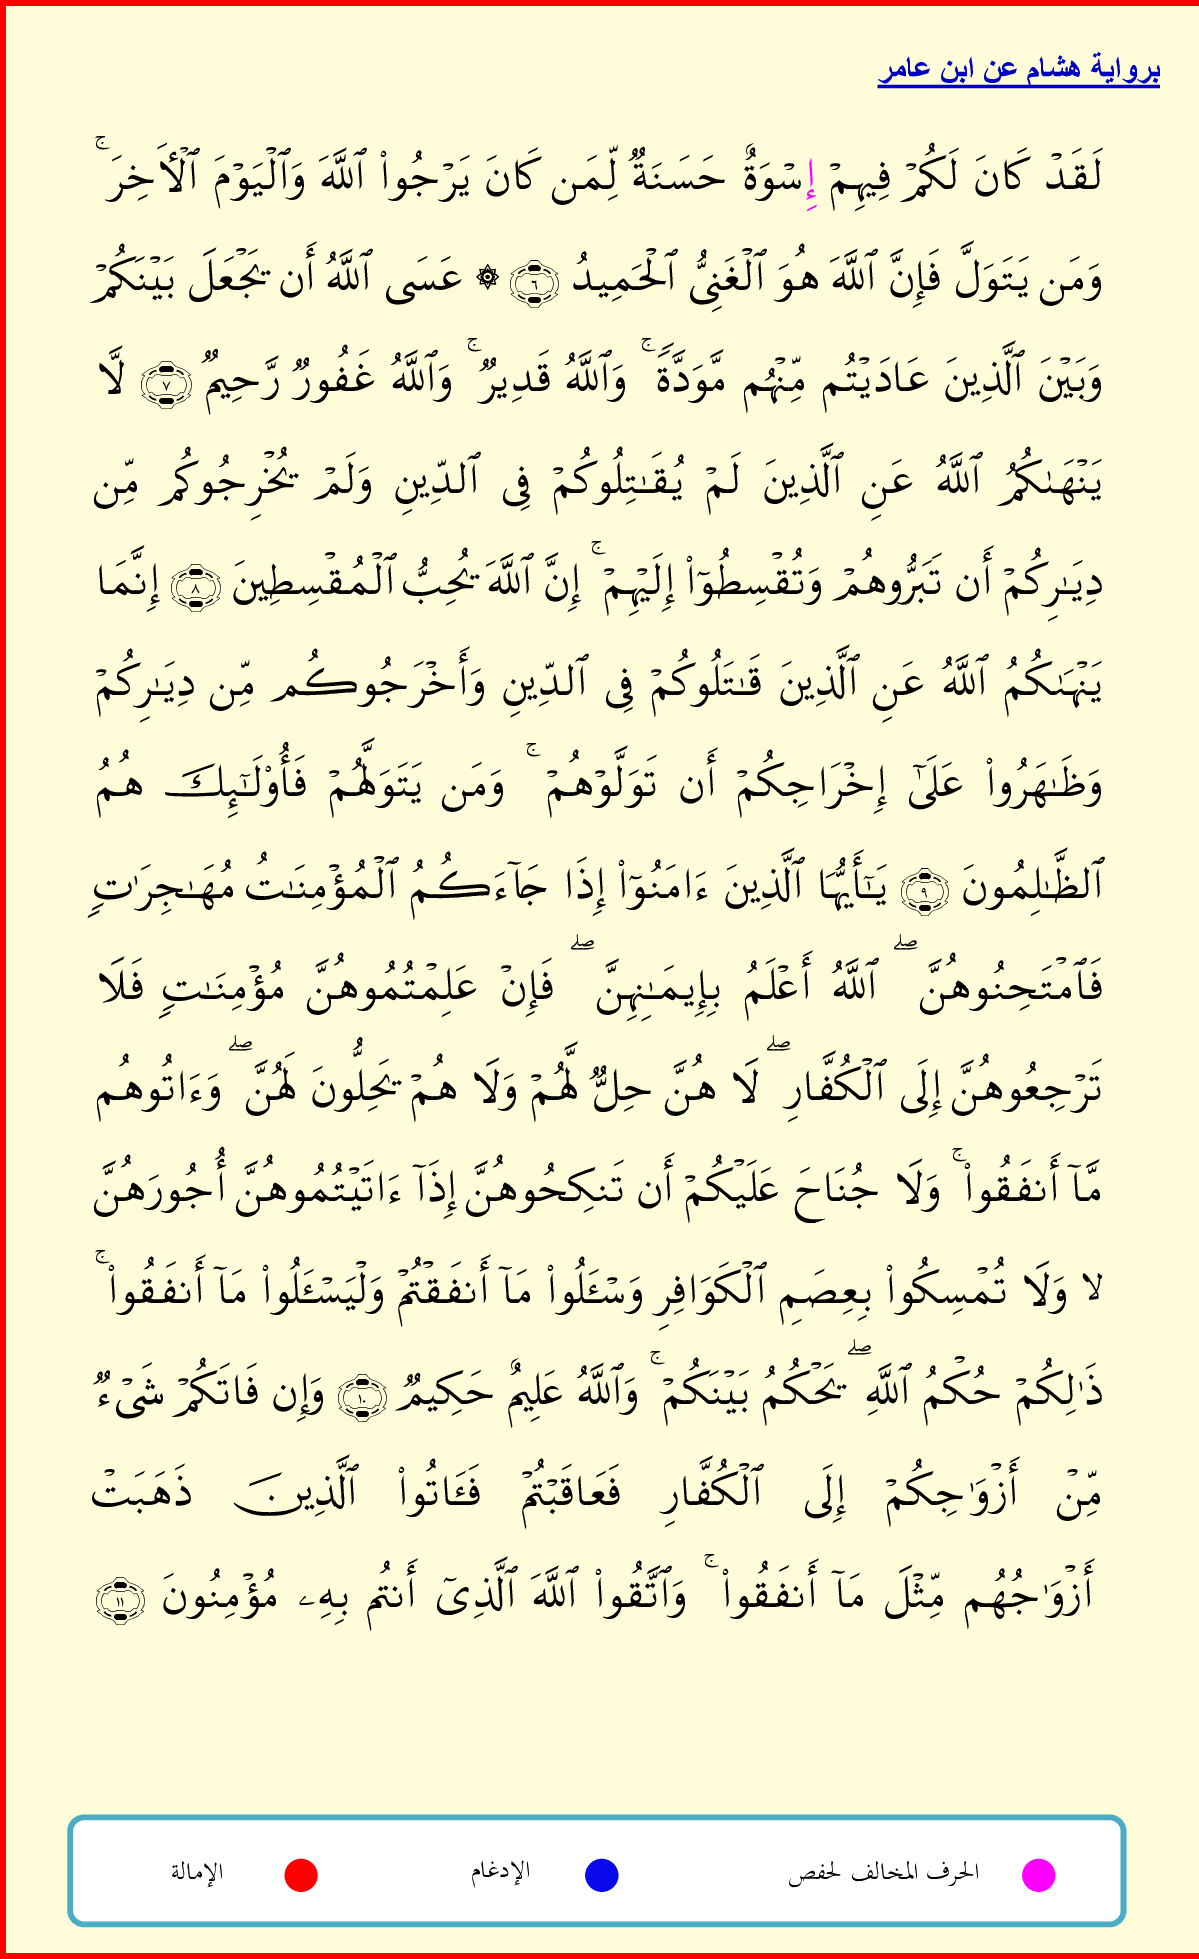 برواية هشام عن ابن عامر
لَقَدۡ كَانَ لَكُمۡ فِيهِمۡ إِسۡوَةٌ حَسَنَةٞ لِّمَن كَانَ يَرۡجُواْ ٱللَّهَ وَٱلۡيَوۡمَ ٱلۡأٓخِرَۚ
وَمَن يَتَوَلَّ فَإِنَّ ٱللَّهَ هُوَ ٱلۡغَنِيُّ ٱلۡحَمِيدُ ٦ ۞ عَسَى ٱللَّهُ أَن يَجۡعَلَ بَيۡنَكُمۡ
وَبَيۡنَ ٱلَّذِينَ عَادَيۡتُم مِّنۡهُم مَّوَدَّةٗۚ وَٱللَّهُ قَدِيرٞۚ وَٱللَّهُ غَفُورٞ رَّحِيمٞ ٧ لَّا
يَنۡهَىٰكُمُ ٱللَّهُ عَنِ ٱلَّذِينَ لَمۡ يُقَٰتِلُوكُمۡ فِي ٱلدِّينِ وَلَمۡ يُخۡرِجُوكُم مِّن
دِيَٰرِكُمۡ أَن تَبَرُّوهُمۡ وَتُقۡسِطُوٓاْ إِلَيۡهِمۡۚ إِنَّ ٱللَّهَ يُحِبُّ ٱلۡمُقۡسِطِينَ ٨ إِنَّمَا
يَنۡهَىٰكُمُ ٱللَّهُ عَنِ ٱلَّذِينَ قَٰتَلُوكُمۡ فِي ٱلدِّينِ وَأَخۡرَجُوكُم مِّن دِيَٰرِكُمۡ
وَظَٰهَرُواْ عَلَىٰٓ إِخۡرَاجِكُمۡ أَن تَوَلَّوۡهُمۡۚ وَمَن يَتَوَلَّهُمۡ فَأُوْلَٰٓئِكَ هُمُ
ٱلظَّٰلِمُونَ ٩ يَٰٓأَيُّهَا ٱلَّذِينَ ءَامَنُوٓاْ إِذَا جَآءَكُمُ ٱلۡمُؤۡمِنَٰتُ مُهَٰجِرَٰتٖ
فَٱمۡتَحِنُوهُنَّۖ ٱللَّهُ أَعۡلَمُ بِإِيمَٰنِهِنَّۖ فَإِنۡ عَلِمۡتُمُوهُنَّ مُؤۡمِنَٰتٖ فَلَا
تَرۡجِعُوهُنَّ إِلَى ٱلۡكُفَّارِۖ لَا هُنَّ حِلّٞ لَّهُمۡ وَلَا هُمۡ يَحِلُّونَ لَهُنَّۖ وَءَاتُوهُم
مَّآ أَنفَقُواْۚ وَلَا جُنَاحَ عَلَيۡكُمۡ أَن تَنكِحُوهُنَّ إِذَآ ءَاتَيۡتُمُوهُنَّ أُجُورَهُنَّ
لا وَلَا تُمۡسِكُواْ بِعِصَمِ ٱلۡكَوَافِرِ وَسۡـَٔلُواْ مَآ أَنفَقۡتُمۡ وَلۡيَسۡـَٔلُواْ مَآ أَنفَقُواْۚ
ذَٰلِكُمۡ حُكۡمُ ٱللَّهِۖ يَحۡكُمُ بَيۡنَكُمۡۚ وَٱللَّهُ عَلِيمٌ حَكِيمٞ ١٠ وَإِن فَاتَكُمۡ شَيۡءٞ
مِّنۡ أَزۡوَٰجِكُمۡ إِلَى ٱلۡكُفَّارِ فَعَاقَبۡتُمۡ فَـَٔاتُواْ ٱلَّذِينَ ذَهَبَتۡ
أَزۡوَٰجُهُم مِّثۡلَ مَآ أَنفَقُواْۚ وَٱتَّقُواْ ٱللَّهَ ٱلَّذِيٓ أَنتُم بِهِۦ مُؤۡمِنُونَ ١١
الحرف المخالف لحفص الإدغام الإمالة